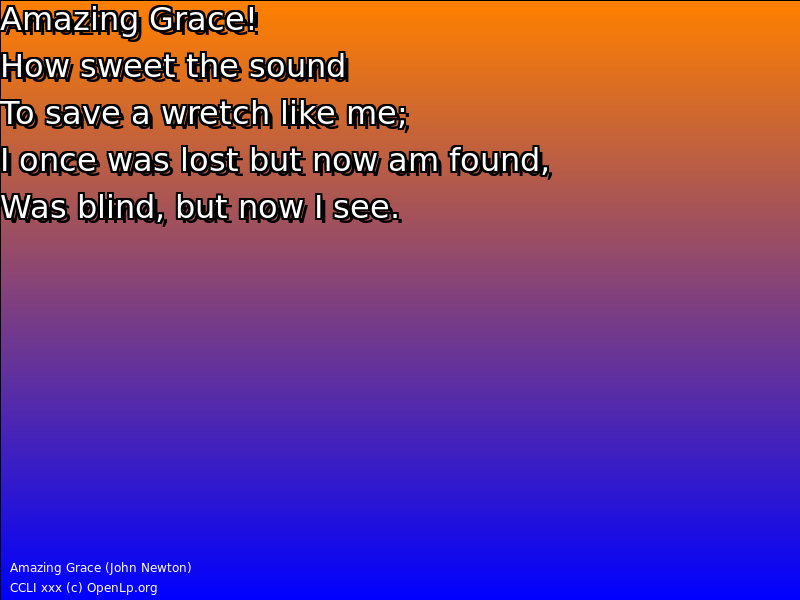 Amazing Grace!
How sweet the sound
To save a wretch like me;
I once was lost but now am found,
Was blind, but now I see.
Amazing Grace (John Newton)
CCLI xxx (c) OpenLp.org